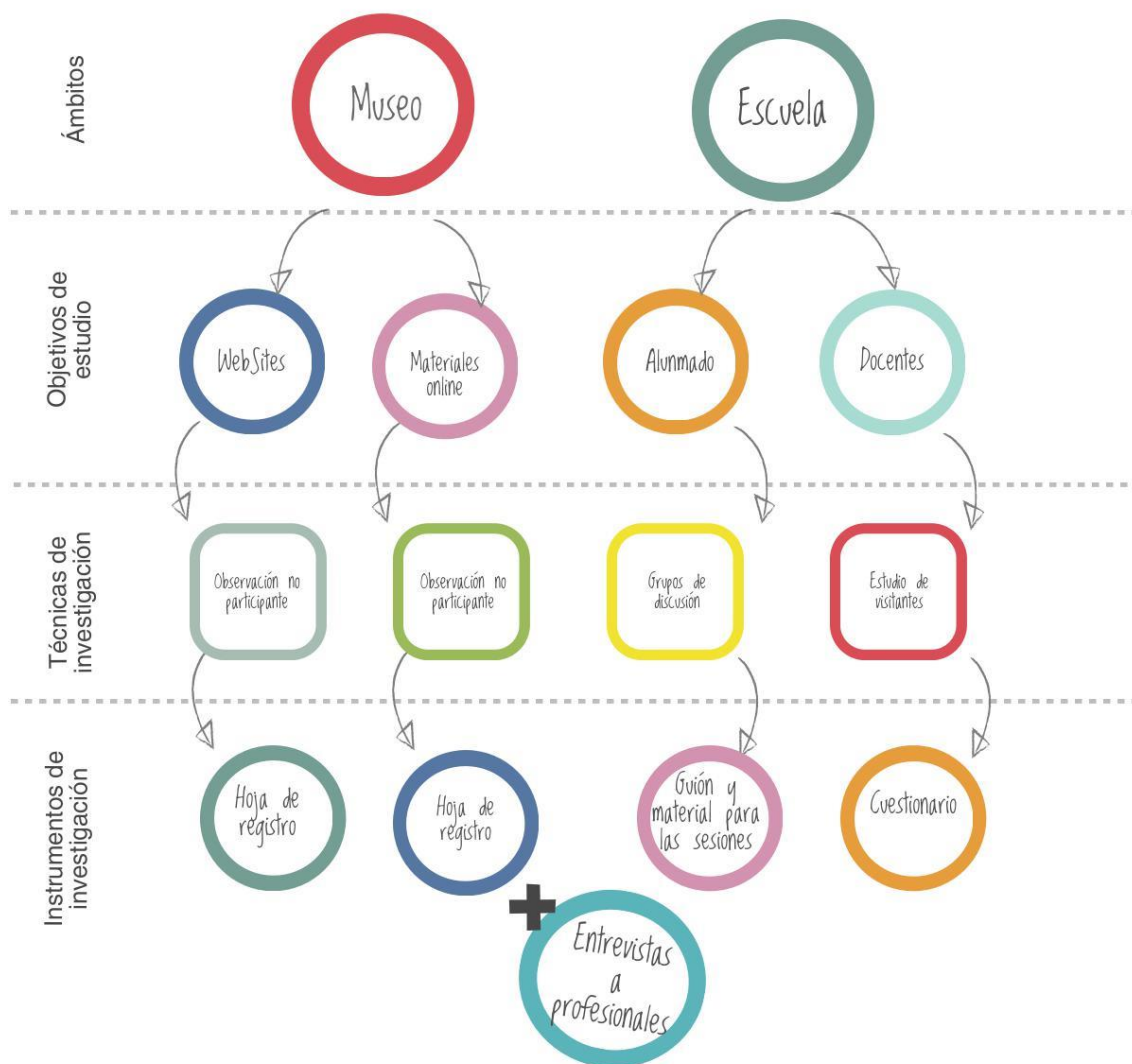 Ámbitos
Museo
Escuela
Objetivos de
estudio
WebSites
Materiales
online
Alunmado
Docentes
Técnicas de
investigación
Observación no
participante
Observación no
participante
Grupos de
discusión
Estudio de
visitantes
Instrumentos de
investigación
Hoja de
registro
Hoja de
registro
Guión y
material para
las sesiones
Cuestionario
+
Entrevistas
a
profesionales